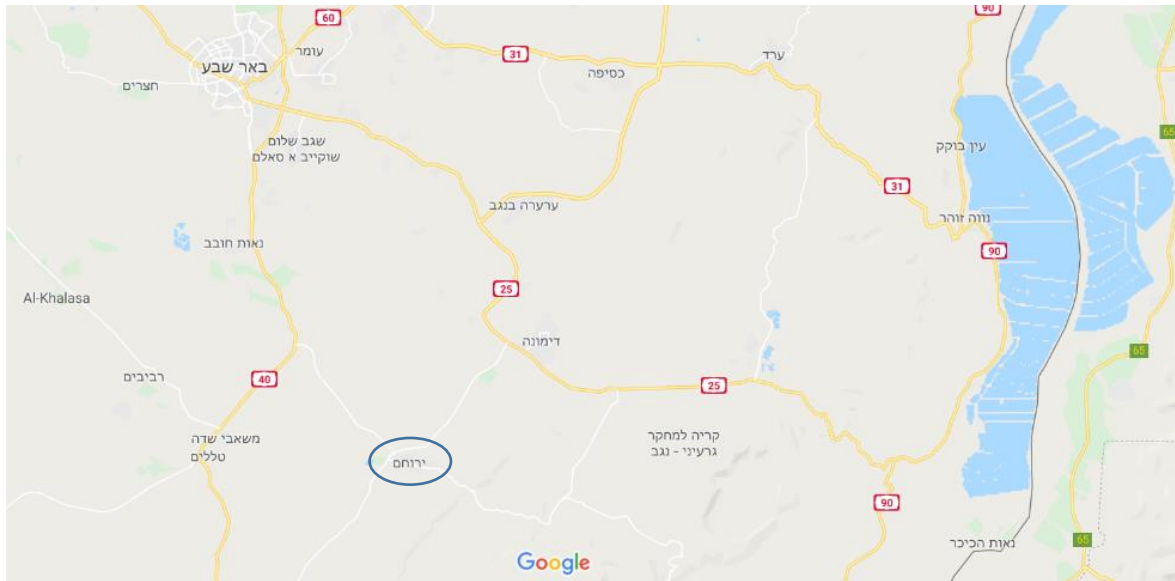 90
60
עומר
31
ערד
כסיפה
באר שבע
חצרים
65
שגב שלום
שוקייב א סאלם
עין בוקק
31
ערערה בנגב
נווה זוהר
נאות חובב
90
25
Al-Khalasa
דימונה
65
רביבים
40
25
משאבי שדה
טללים
קריה למחקר
גרעיני - נגב
ירוחם
90
נאות הכיכר
65
Google